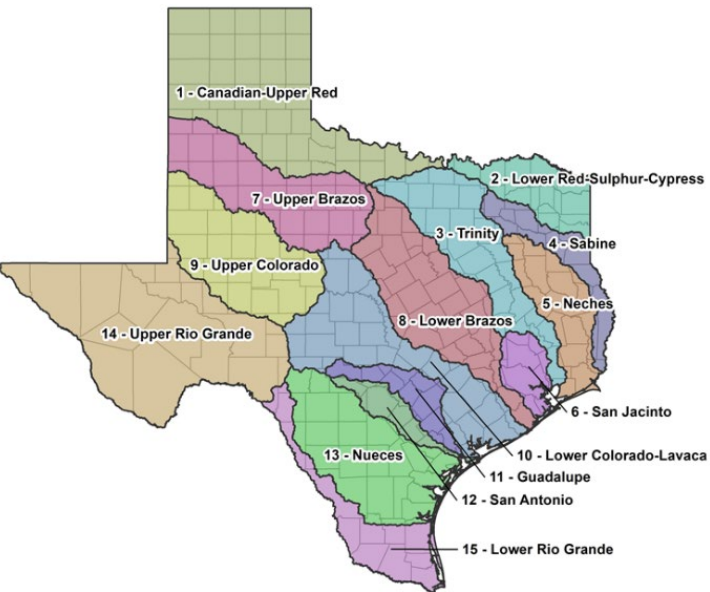 1 - Canadian-Upper Red
2 - Lower Red-Sulphur-Cypress
7 - Upper Brazos
3 - Trinity
4 - Sabine
9 - Upper Colorado
5 - Neches
8 - Lower Brazos
14 - Upper Rio Grande
6 - San Jacinto
10 - Lower Colorado-Lavaca
13 - Nueces
11 - Guadalupe
12 - San Antonio
15 - Lower Rio Grande